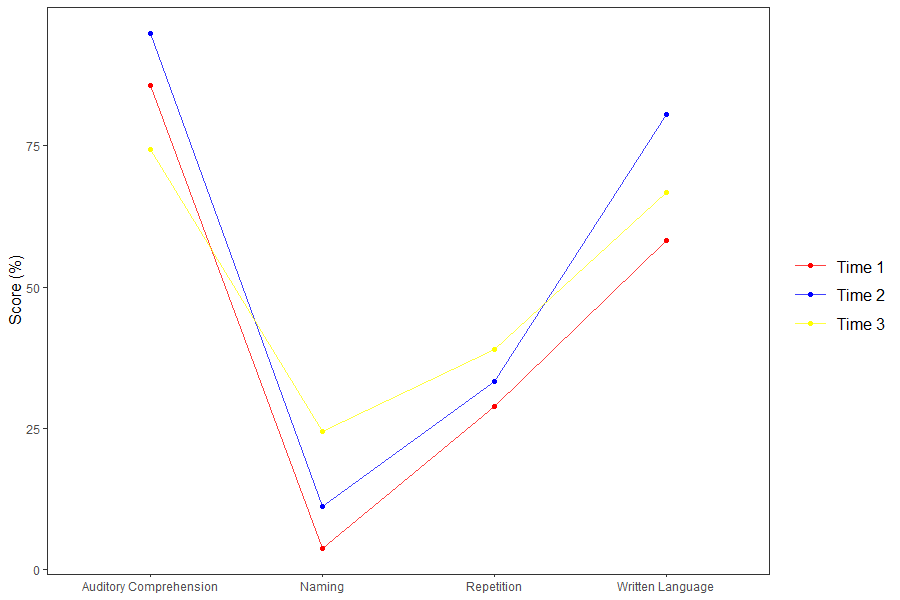 Score (%)
75
50
25
0
Auditory Comprehension
Naming
Repetition
Written Language
Time 1
Time 2
Time 3